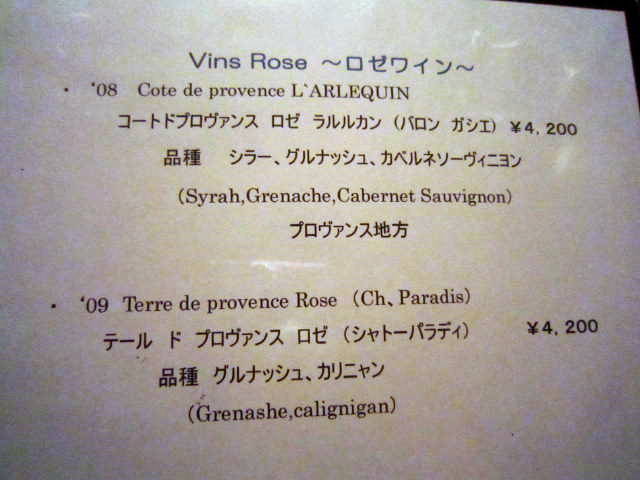 Vins Rose ～ロゼワイン～
・ '08 Cote de provence L`ARLEQUIN
コートドプロヴァンス ロゼ ラルルカン (バロン ガシエ) ¥4,200
品種 シラー、グルナッシュ、カベルネソーヴィニヨン
(Syrah,Grenache,Cabernet Sauvignon)
プロヴァンス地方
・ '09 Terre de provence Rose (Ch、Paradis)
テール ド プロヴァンス ロゼ (シャトーパラディ) ¥4,200
品種 グルナッシュ、カリニャン
(Grenashe,calignigan)